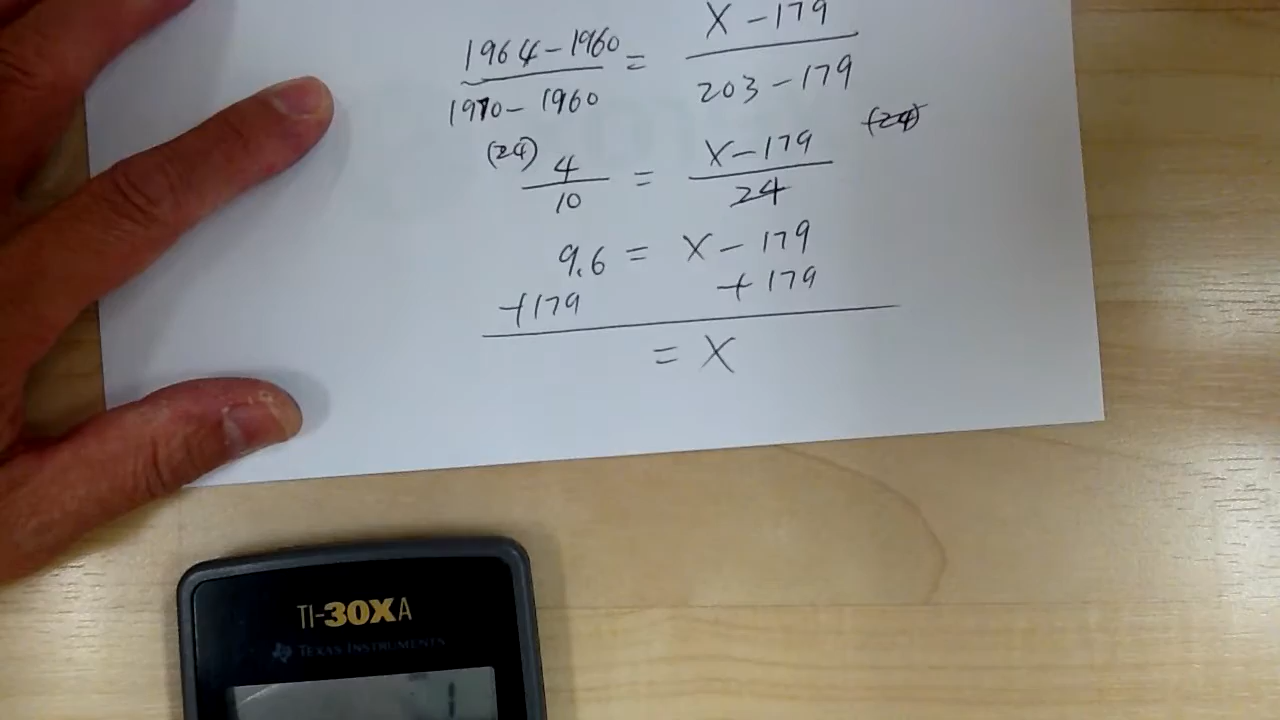 1964-1960 = X-179
1970-1960 203-179
(24) 4 = X-179 (24)
10 24
9.6 = X-179
+179 +179
= X
TI-30XA
TEXAS INSTRUMENTS